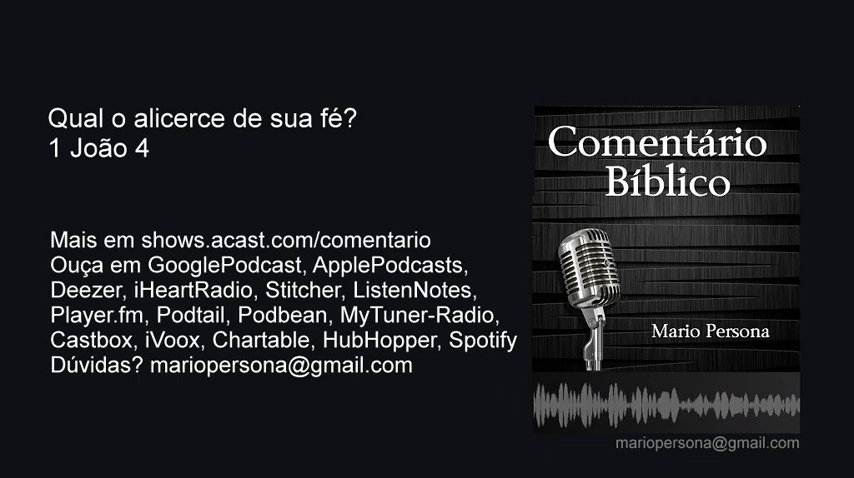 Qual o alicerce de sua fé?
1 João 4
Mais em shows.acast.com/comentario
Ouça em GooglePodcast, ApplePodcasts,
Deezer, iHeartRadio, Stitcher, ListenNotes,
Player.fm, Podtail, Podbean, MyTuner-Radio,
Castbox, iVoox, Chartable, HubHopper, Spotify
Dúvidas? mariopersona@gmail.com
Comentário
Bíblico
Mario Persona
mariopersona@gmail.com